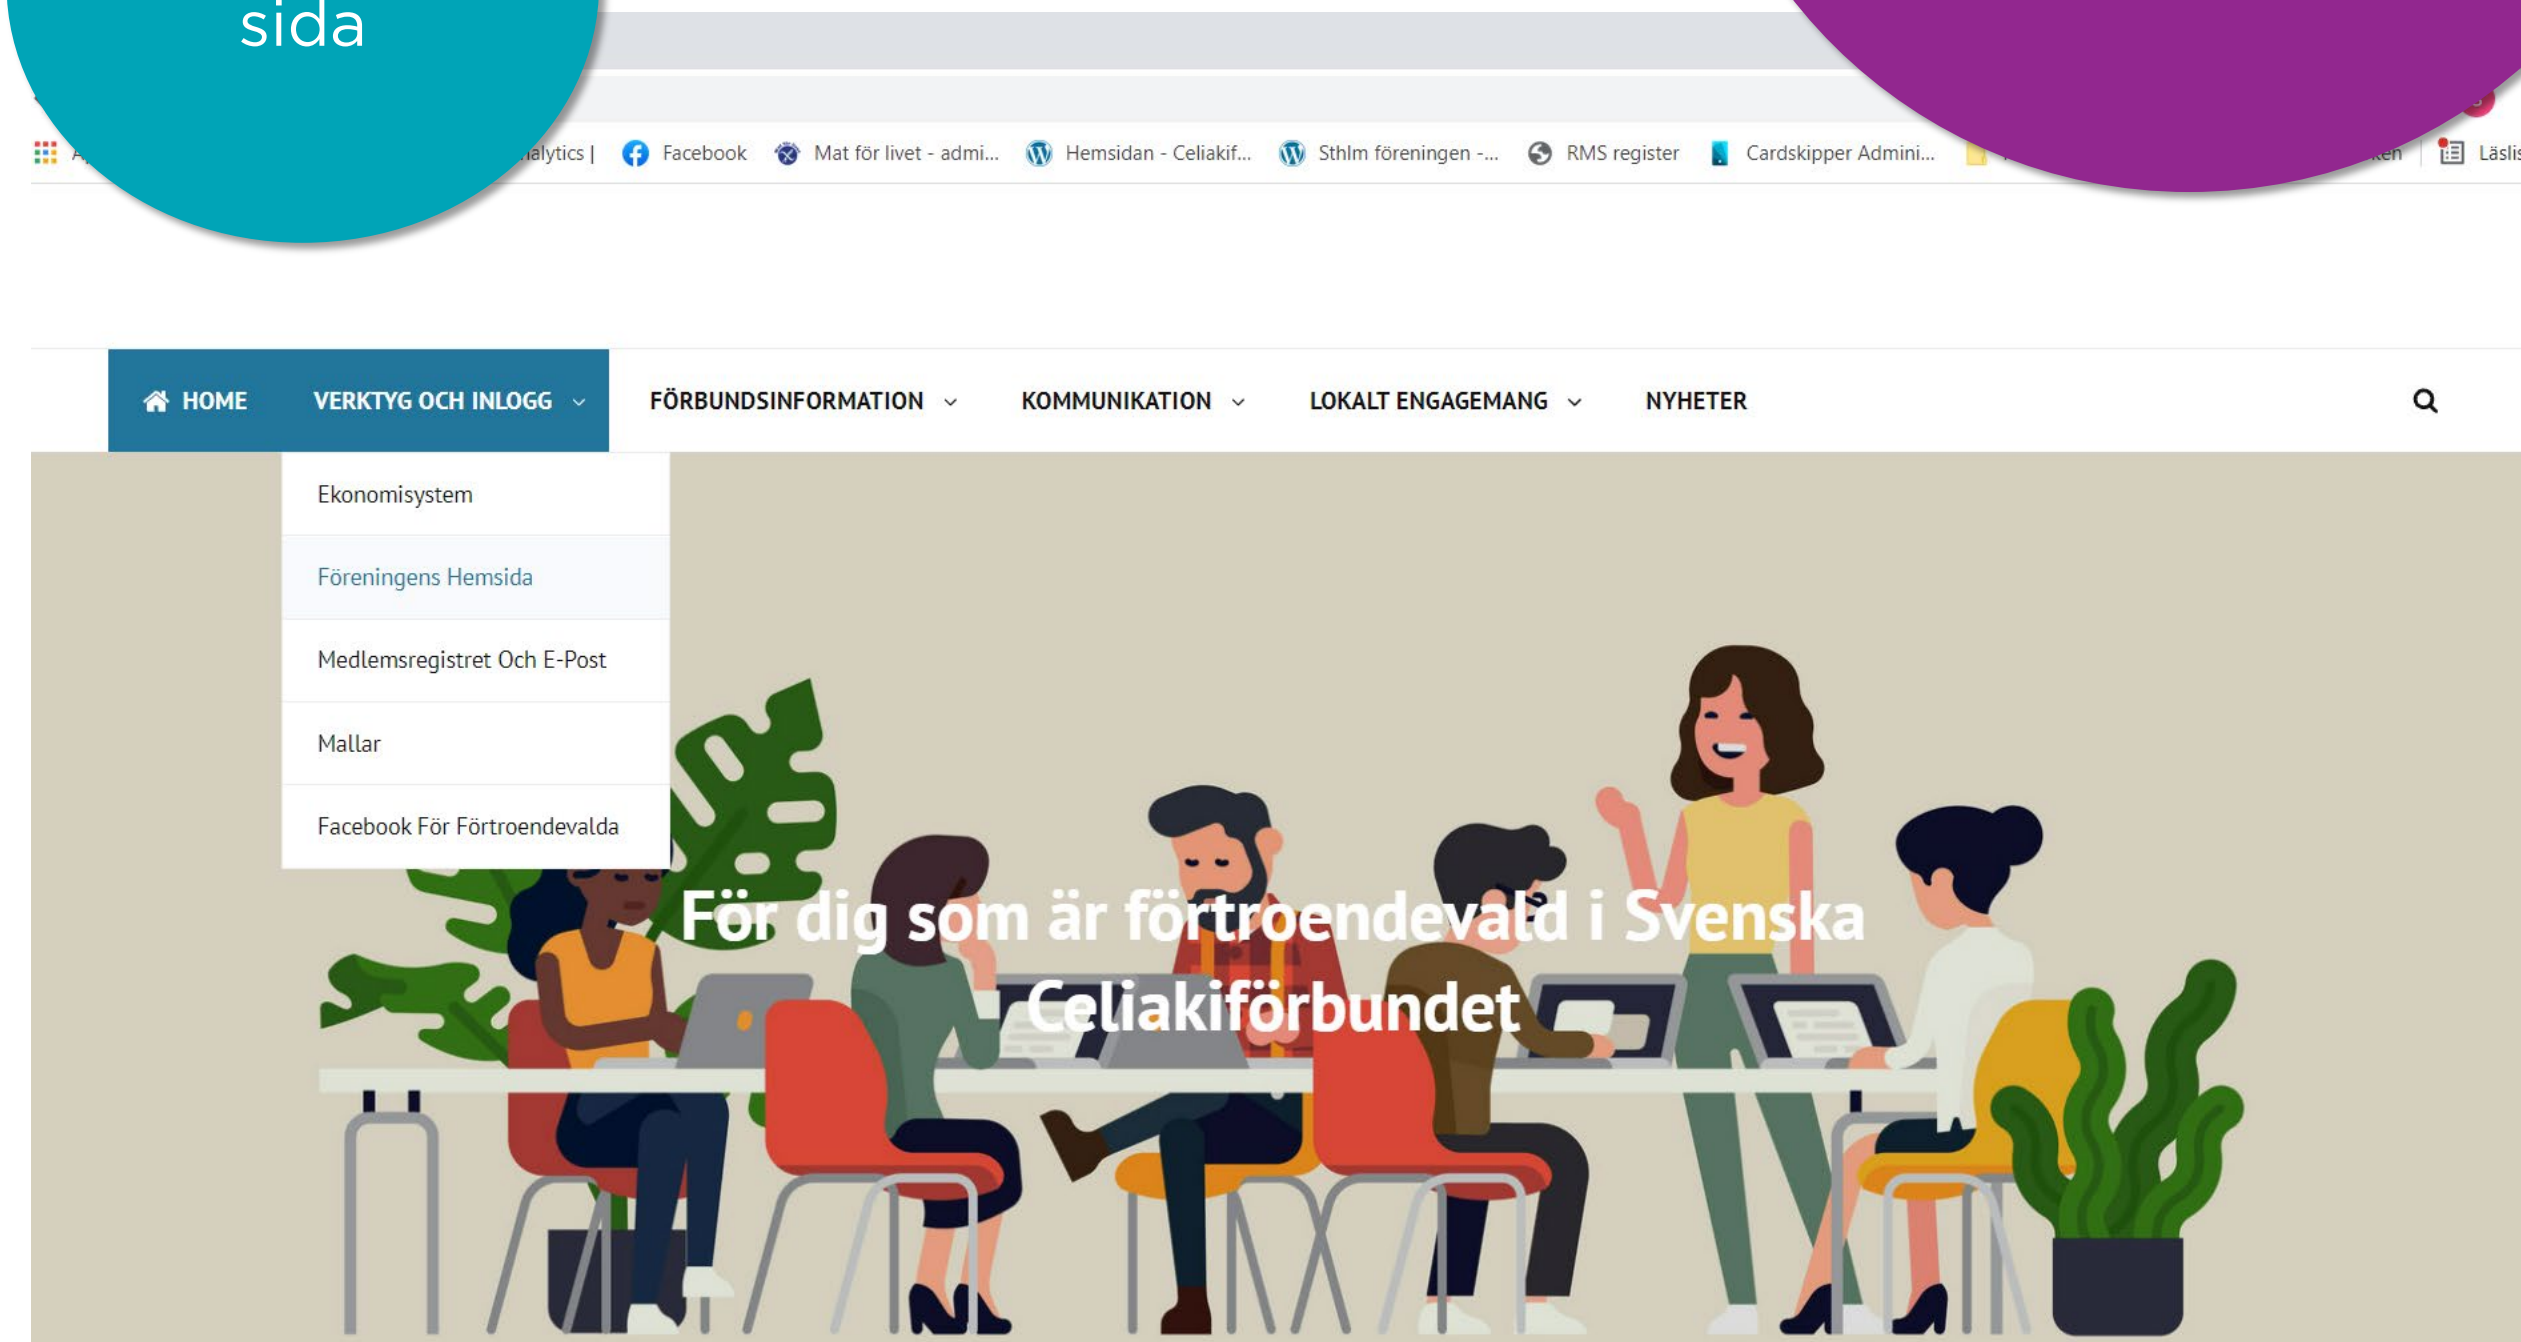 sida
alytics | Facebook Mat för livet - admi... Hemsidan - Celiakif... Sthlm föreningen -... RMS register Cardskipper Admini... Läslis
HOME VERKTYG OCH INLOGG FÖRBUNDSINFORMATION KOMMUNIKATION LOKALT ENGAGEMANG NYHETER
Ekonomisystem
Föreningens Hemsida
Medlemsregistret Och E-Post
Mallar
Facebook För Förtroendevalda
För dig som är förtroendevald i Svenska
Celiakiförbundet